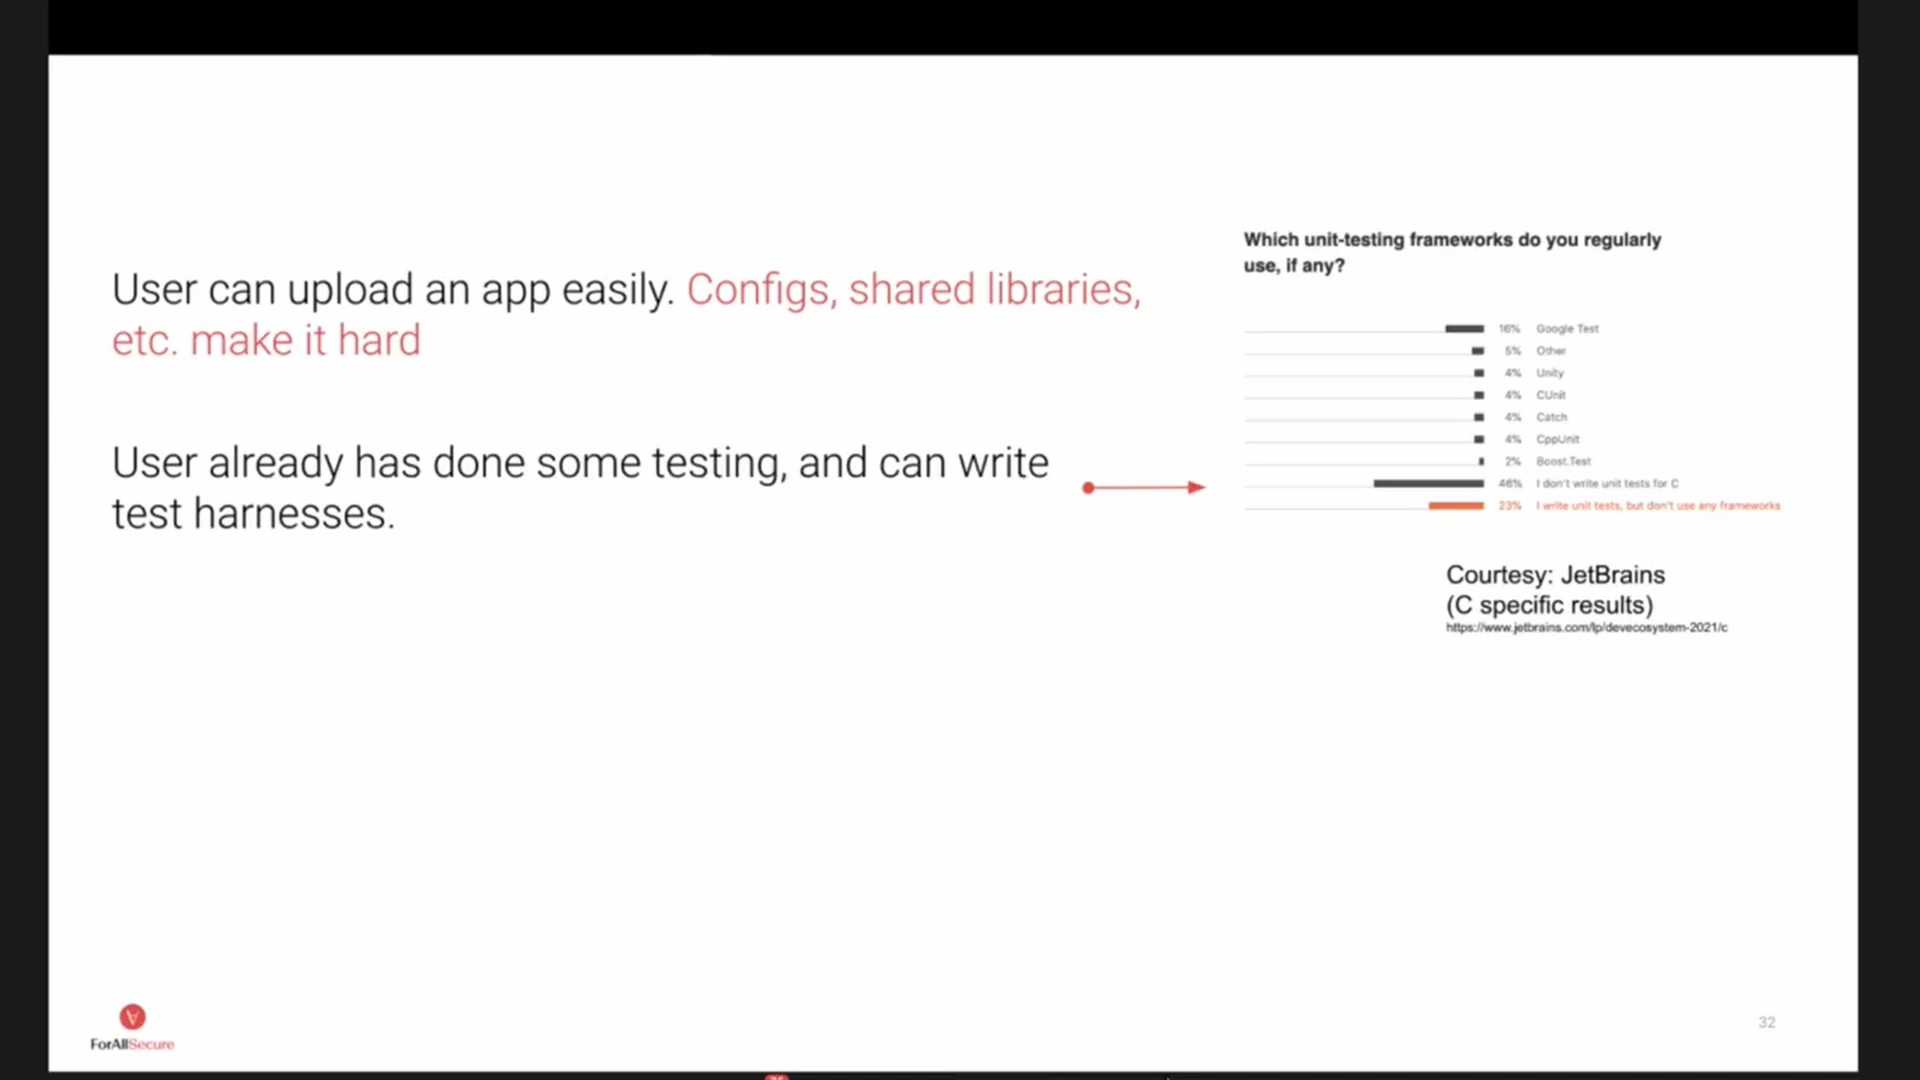 User can upload an app easily. Configs, shared libraries,
etc. make it hard
User already has done some testing, and can write
test harnesses.
Which unit-testing frameworks do you regularly
use, if any?
16% Google Test
5% Other
4% Unity
4% CUnit
4% Catch
4% CppUnit
2% Boost.Test
46% I don't write unit tests for C
23% I write unit tests, but don't use any frameworks
Courtesy: JetBrains
(C specific results)
https://www.jetbrains.com/lp/devecosystem-2021/c
ForAllSecure
32